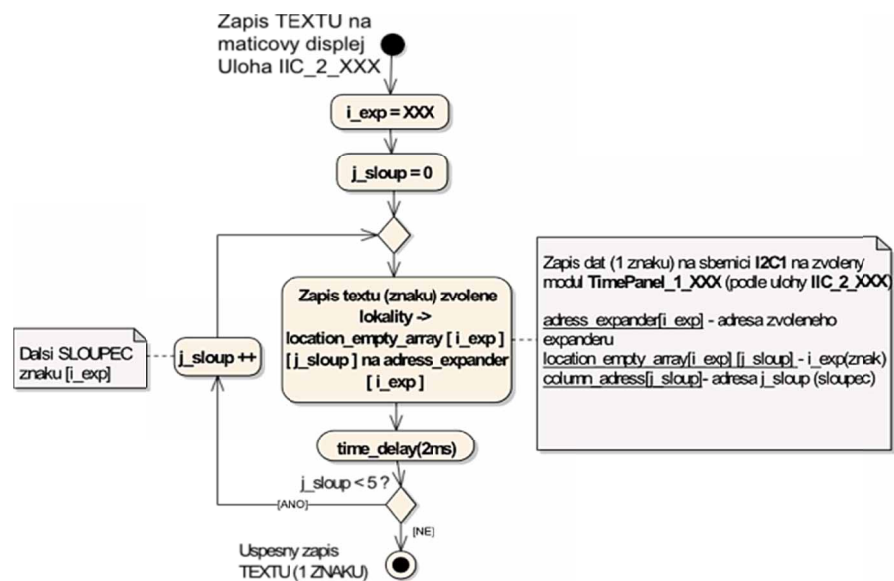 Zapis TEXTU na
maticovy displej
Uloha IIC_2_XXX
i_exp = XXX
j_sloup = 0
Zapis textu (znaku) zvolene
lokality ->
location_empty_array [ i_exp ]
[ j_sloup ] na adress_expander
[ i_exp ]
Zapis dat (1 znaku) na sbernici I2C1 na zvoleny
modul TimePanel_1_XXX (podle ulohy IIC_2_XXX)
adress_expander[i_exp] - adresa zvoleneho
expanderu
location_empty_array[i_exp] [j_sloup] - i_exp(znak)
column_adress[j_sloup]- adresa j_sloup (sloupec)
Dalsi SLOUPEC
znaku [i_exp]
j_sloup ++
time_delay(2ms)
j_sloup < 5 ?
[ANO]
[NE]
Uspesny zapis
TEXTU (1 ZNAKU)